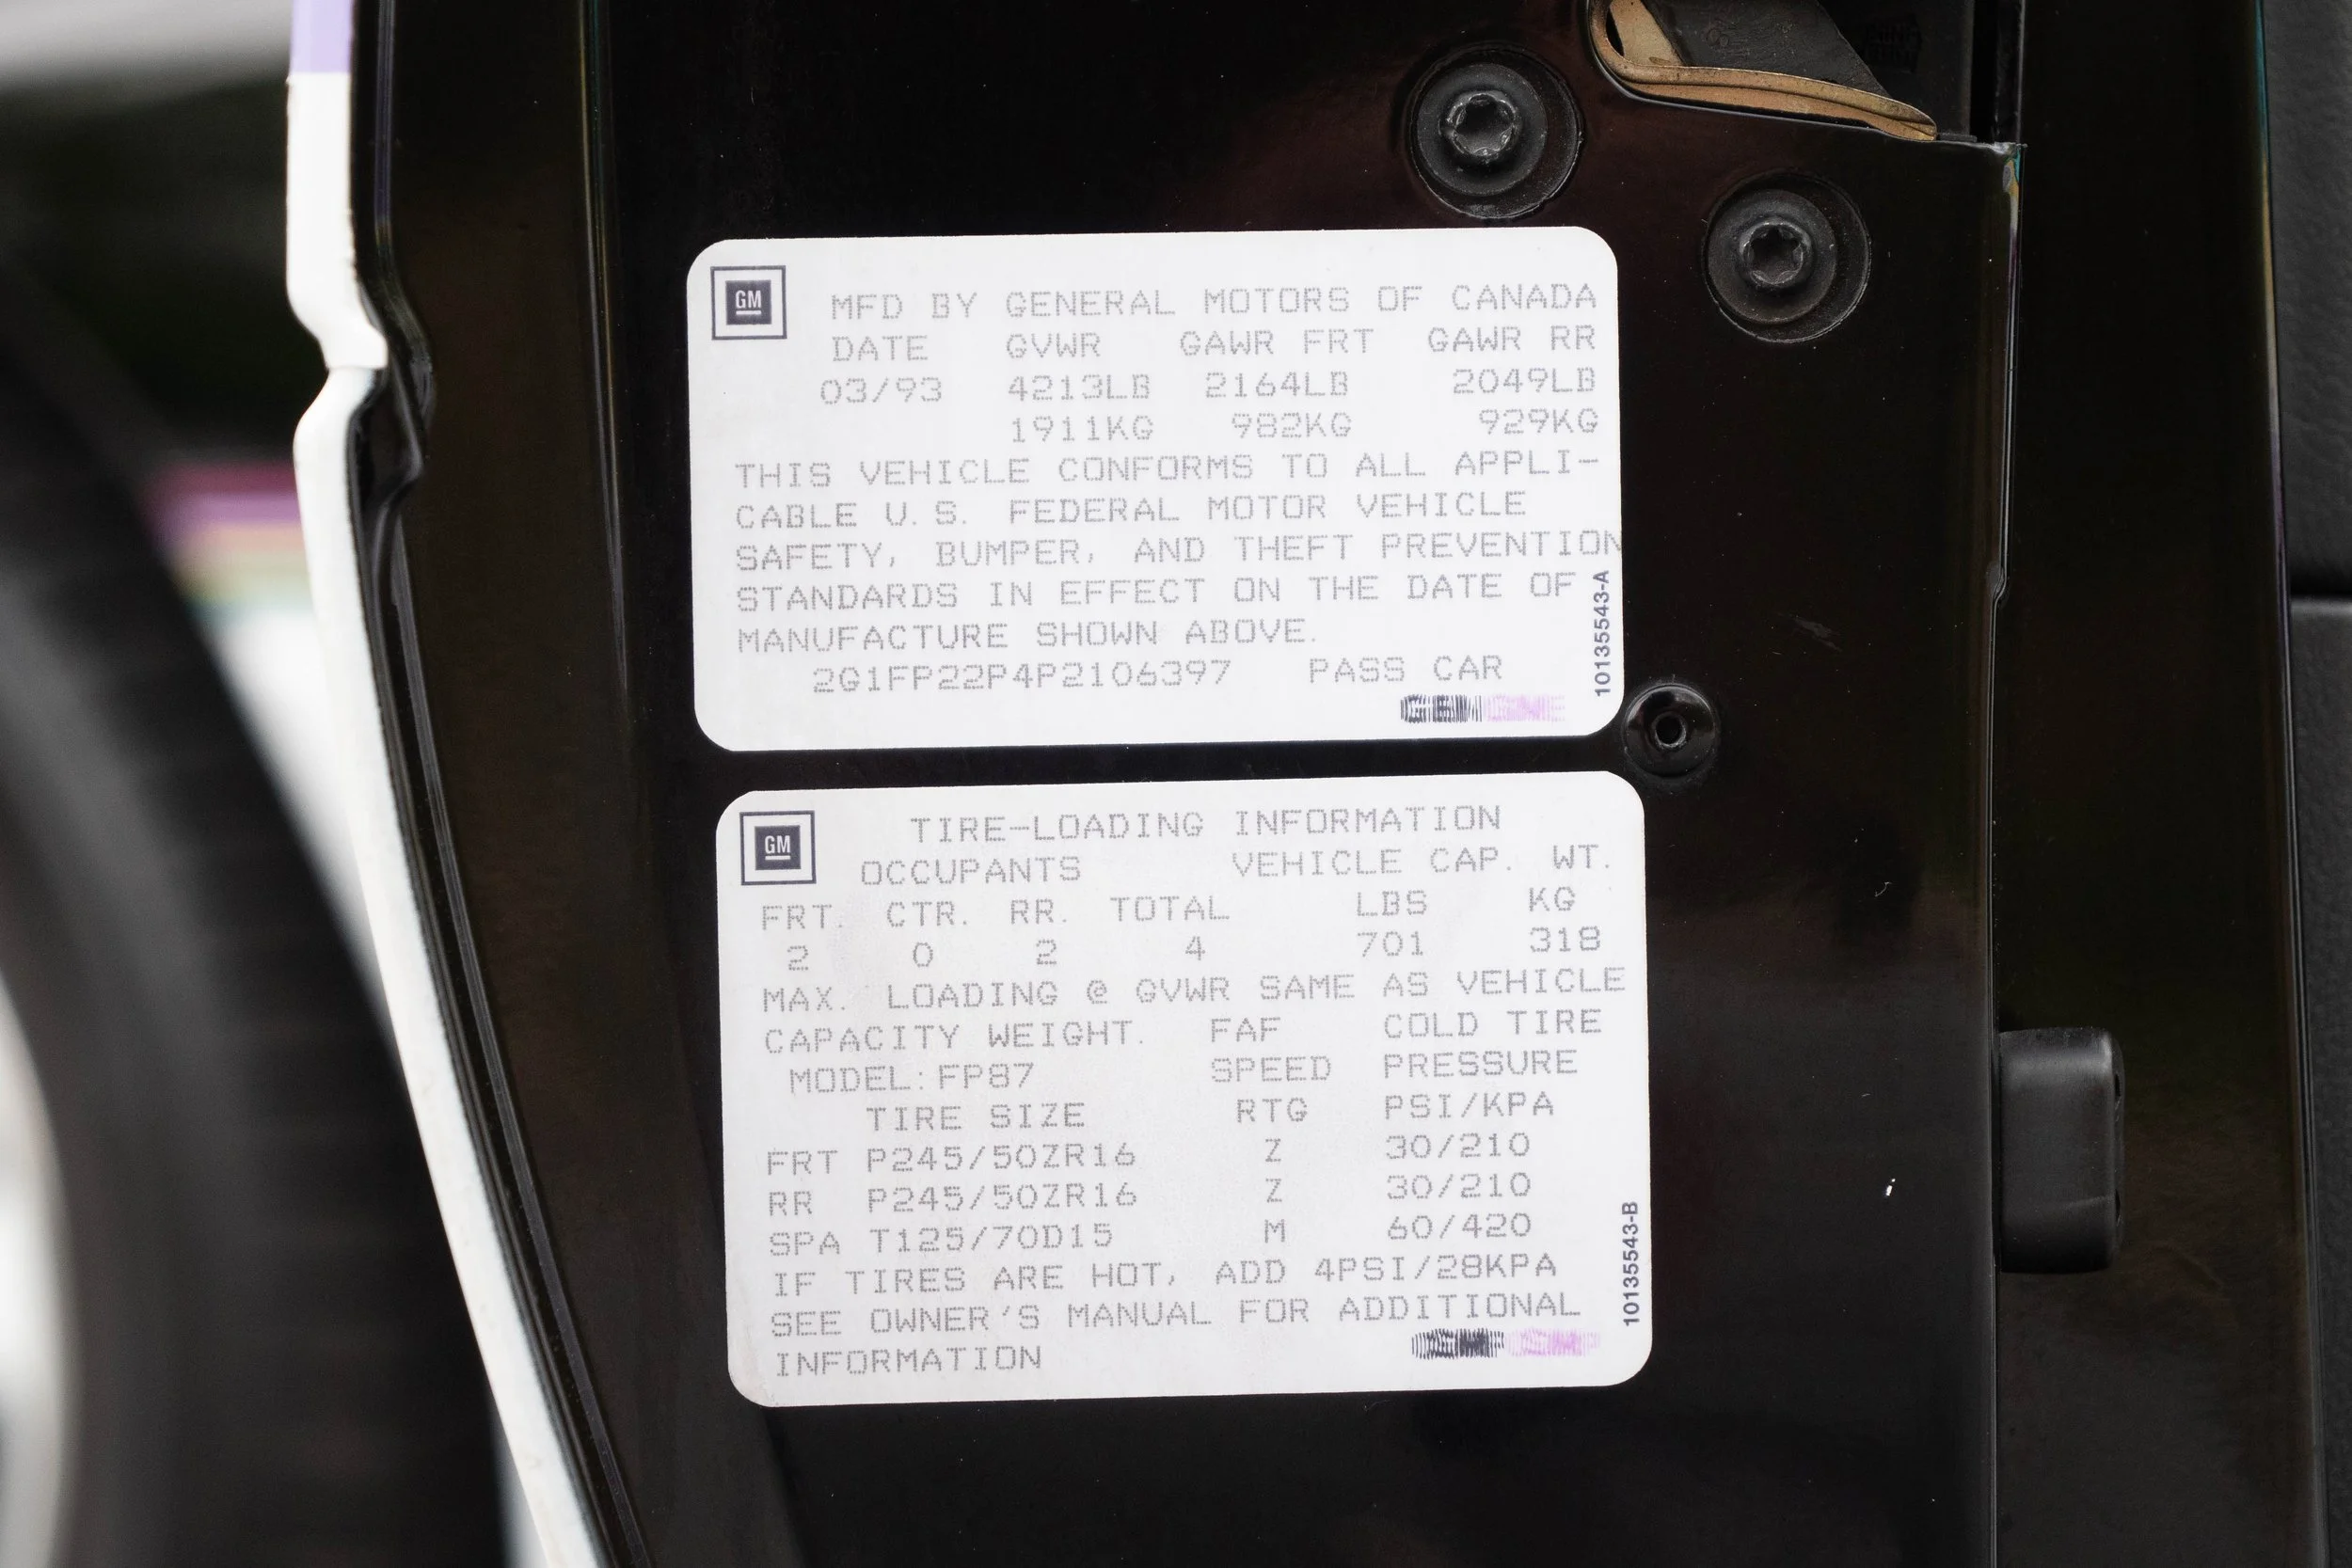 GM
MFD BY GENERAL MOTORS OF CANADA
DATE GVWR GAWR FRT GAWR RR
03/93 4213LB 2164LB 2049LB
1911KG 982KG 929KG
THIS VEHICLE CONFORMS TO ALL APPLI-
CABLE U.S. FEDERAL MOTOR VEHICLE
SAFETY, BUMPER, AND THEFT PREVENTION
STANDARDS IN EFFECT ON THE DATE OF
MANUFACTURE SHOWN ABOVE.
2G1FP22P4P2106397 PASS CAR
10135543-A
GM
TIRE-LOADING INFORMATION
OCCUPANTS VEHICLE CAP. WT.
FRT. CTR. RR. TOTAL LBS KG
2 0 2 4 701 318
MAX. LOADING @ GVWR SAME AS VEHICLE
CAPACITY WEIGHT. FAF COLD TIRE
MODEL:FP87 SPEED PRESSURE
TIRE SIZE RTG PSI/KPA
FRT P245/50ZR16 Z 30/210
RR P245/50ZR16 Z 30/210
SPA T125/70D15 M 60/420
IF TIRES ARE HOT, ADD 4PSI/28KPA
SEE OWNER'S MANUAL FOR ADDITIONAL
INFORMATION
10135543-B